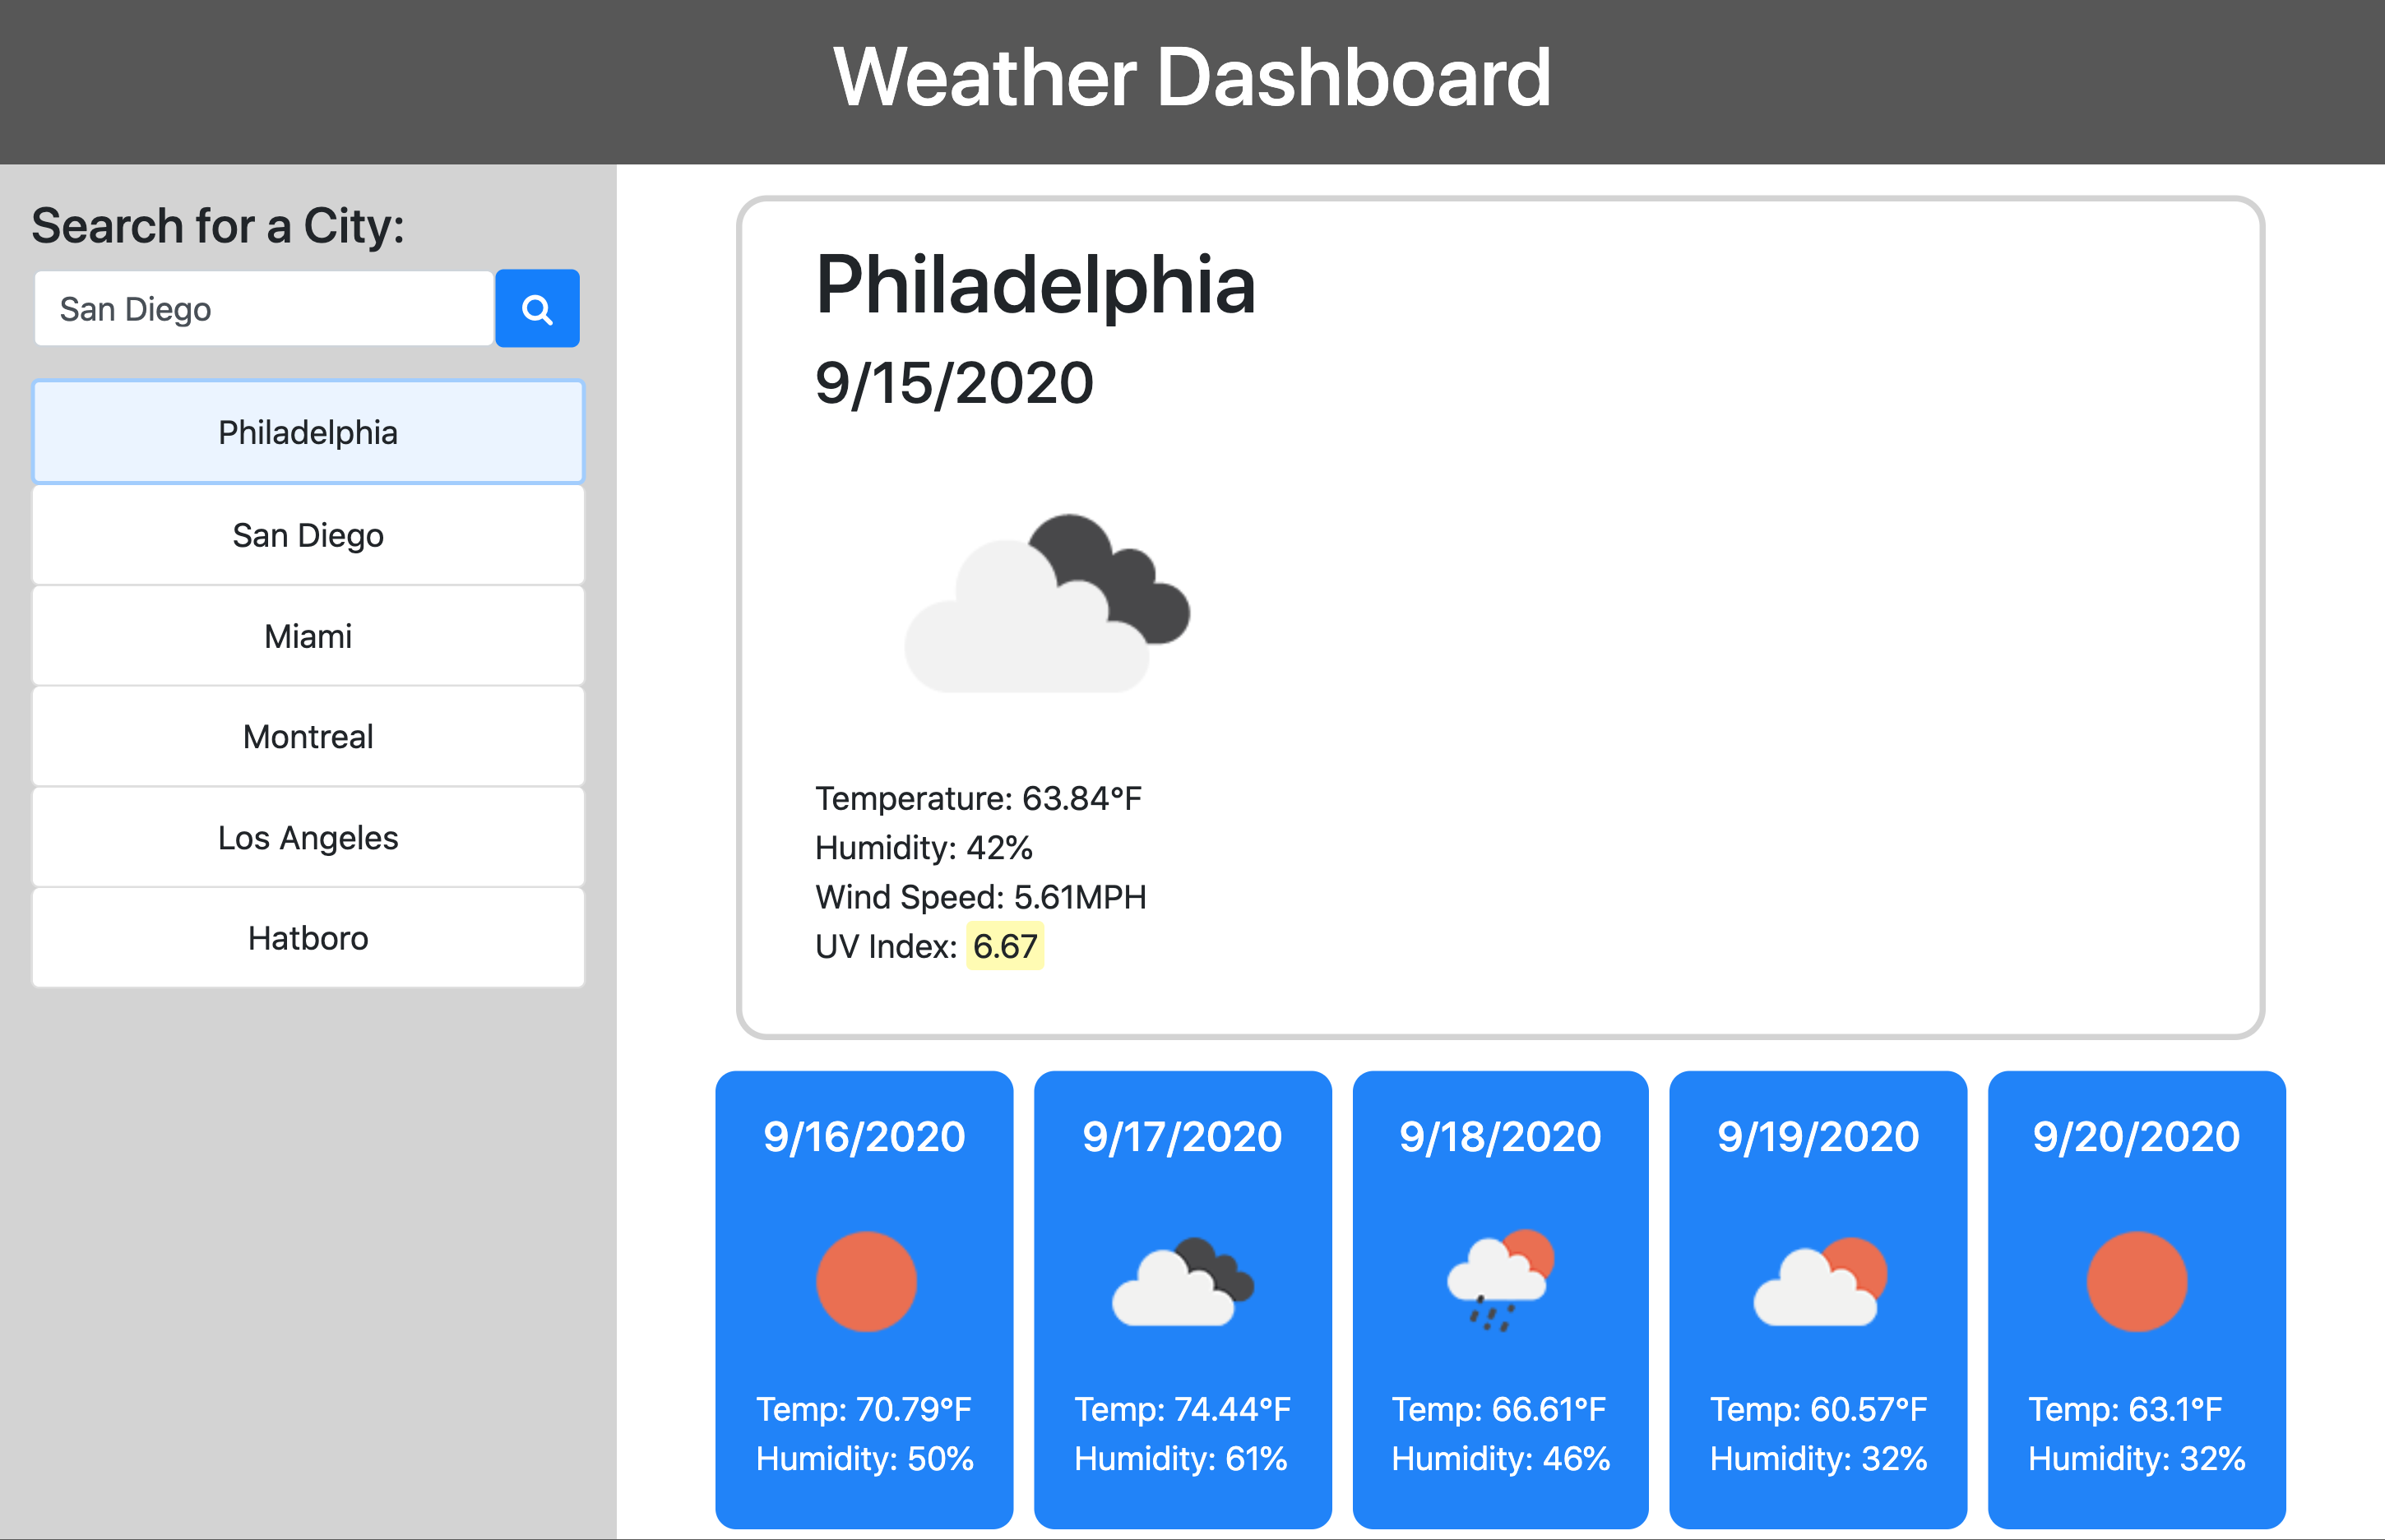 Weather Dashboard
Search for a City:
San Diego
Philadelphia
San Diego
Miami
Montreal
Los Angeles
Hatboro
Philadelphia
9/15/2020
Temperature: 63.84°F
Humidity: 42%
Wind Speed: 5.61MPH
UV Index: 6.67
9/16/2020
Temp: 70.79°F
Humidity: 50%
9/17/2020
Temp: 74.44°F
Humidity: 61%
9/18/2020
Temp: 66.61°F
Humidity: 46%
9/19/2020
Temp: 60.57°F
Humidity: 32%
9/20/2020
Temp: 63.1°F
Humidity: 32%